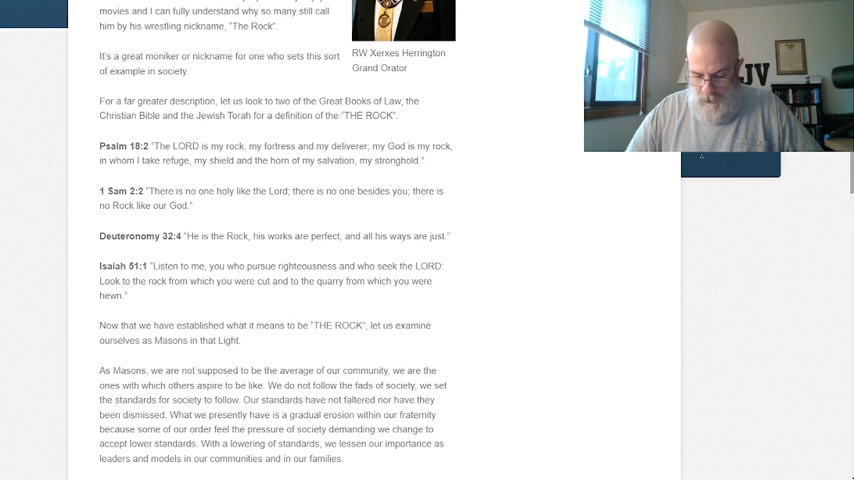 movies and I can fully understand why so many still call
him by his wrestling nickname, "The Rock".
It's a great moniker or nickname for one who sets this sort
of example in society.
RW Xerxes Herrington
Grand Orator
For a far greater description, let us look to two of the Great Books of Law, the
Christian Bible and the Jewish Torah for a definition of the "THE ROCK".
Psalm 18:2 "The LORD is my rock, my fortress and my deliverer; my God is my rock,
in whom I take refuge, my shield and the horn of my salvation, my stronghold."
1 Sam 2:2 "There is no one holy like the Lord; there is no one besides you; there is
no Rock like our God."
Deuteronomy 32:4 "He is the Rock, his works are perfect, and all his ways are just."
Isaiah 51:1 "Listen to me, you who pursue righteousness and who seek the LORD:
Look to the rock from which you were cut and to the quarry from which you were
hewn."
Now that we have established what it means to be "THE ROCK", let us examine
ourselves as Masons in that Light.
As Masons, we are not supposed to be the average of our community, we are the
ones with which others aspire to be like. We do not follow the fads of society, we set
the standards for society to follow. Our standards have not faltered nor have they
been dismissed. What we presently have is a gradual erosion within our fraternity
because some of our order feel the pressure of society demanding we change to
accept lower standards. With a lowering of standards, we lessen our importance as
leaders and models in our communities and in our families.
JV